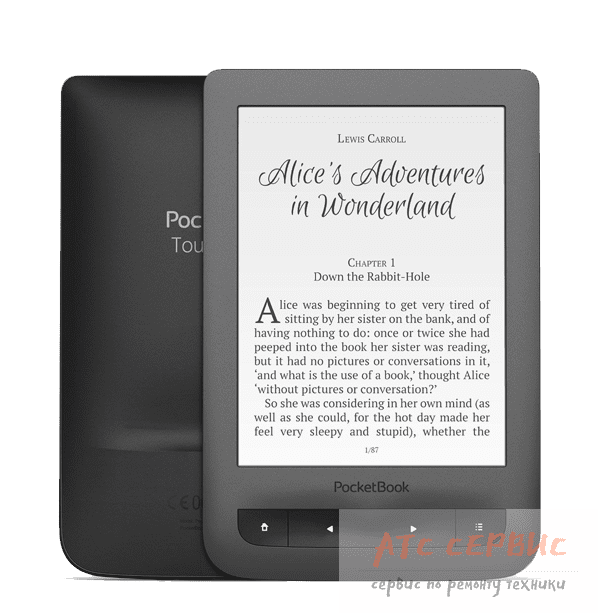 Lewis Carroll
Alice's Adventures
in Wonderland
Chapter 1
Down the Rabbit-Hole
Alice was beginning to get very tired of
sitting by her sister on the bank, and of
having nothing to do: once or twice she had
peeped into the book her sister was reading,
but it had no pictures or conversations in it,
‘and what is the use of a book,’ thought Alice
‘without pictures or conversation?’
So she was considering in her own mind (as
well as she could, for the hot day made her
feel very sleepy and stupid), whether the
1/87
PocketBook
Pock
Tou
АТС СЕРВИС
сервис по ремонту техники